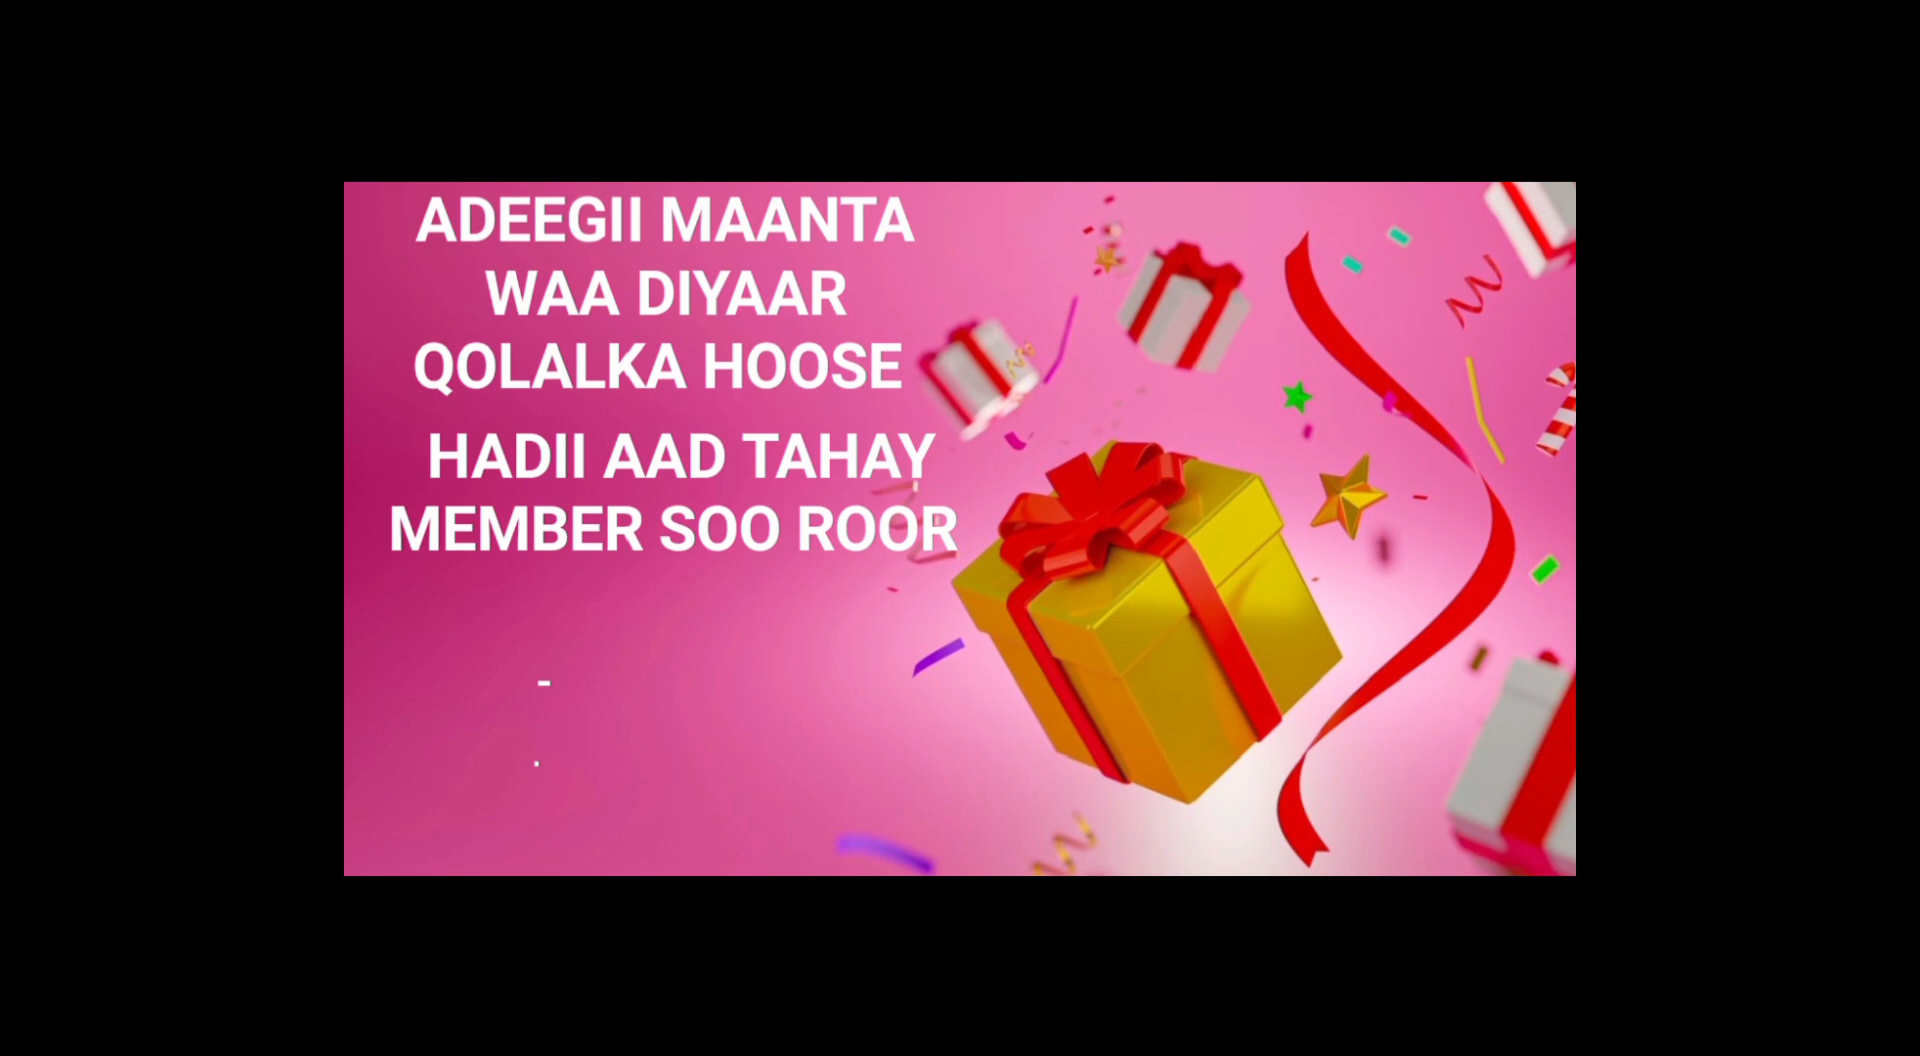 ADEEGII MAANTA
WAA DIYAAR
QOLALKA HOOSE
HADII AAD TAHAY
MEMBER SOO ROOR
-
.